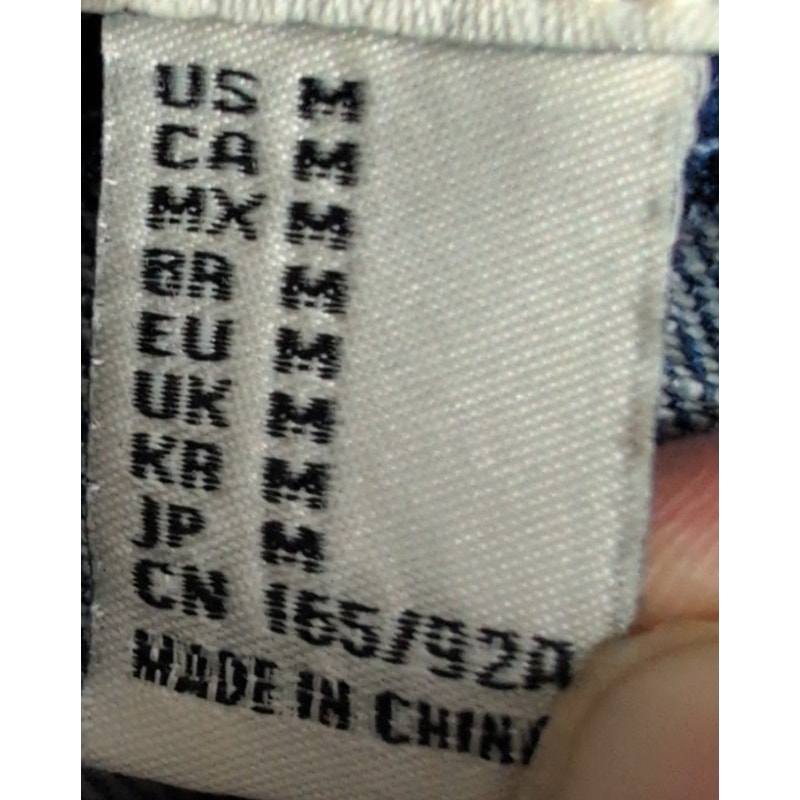 US M
CA M
MX M
BR M
EU M
UK M
KR M
JP M
CN 165/92A
MADE IN CHINA